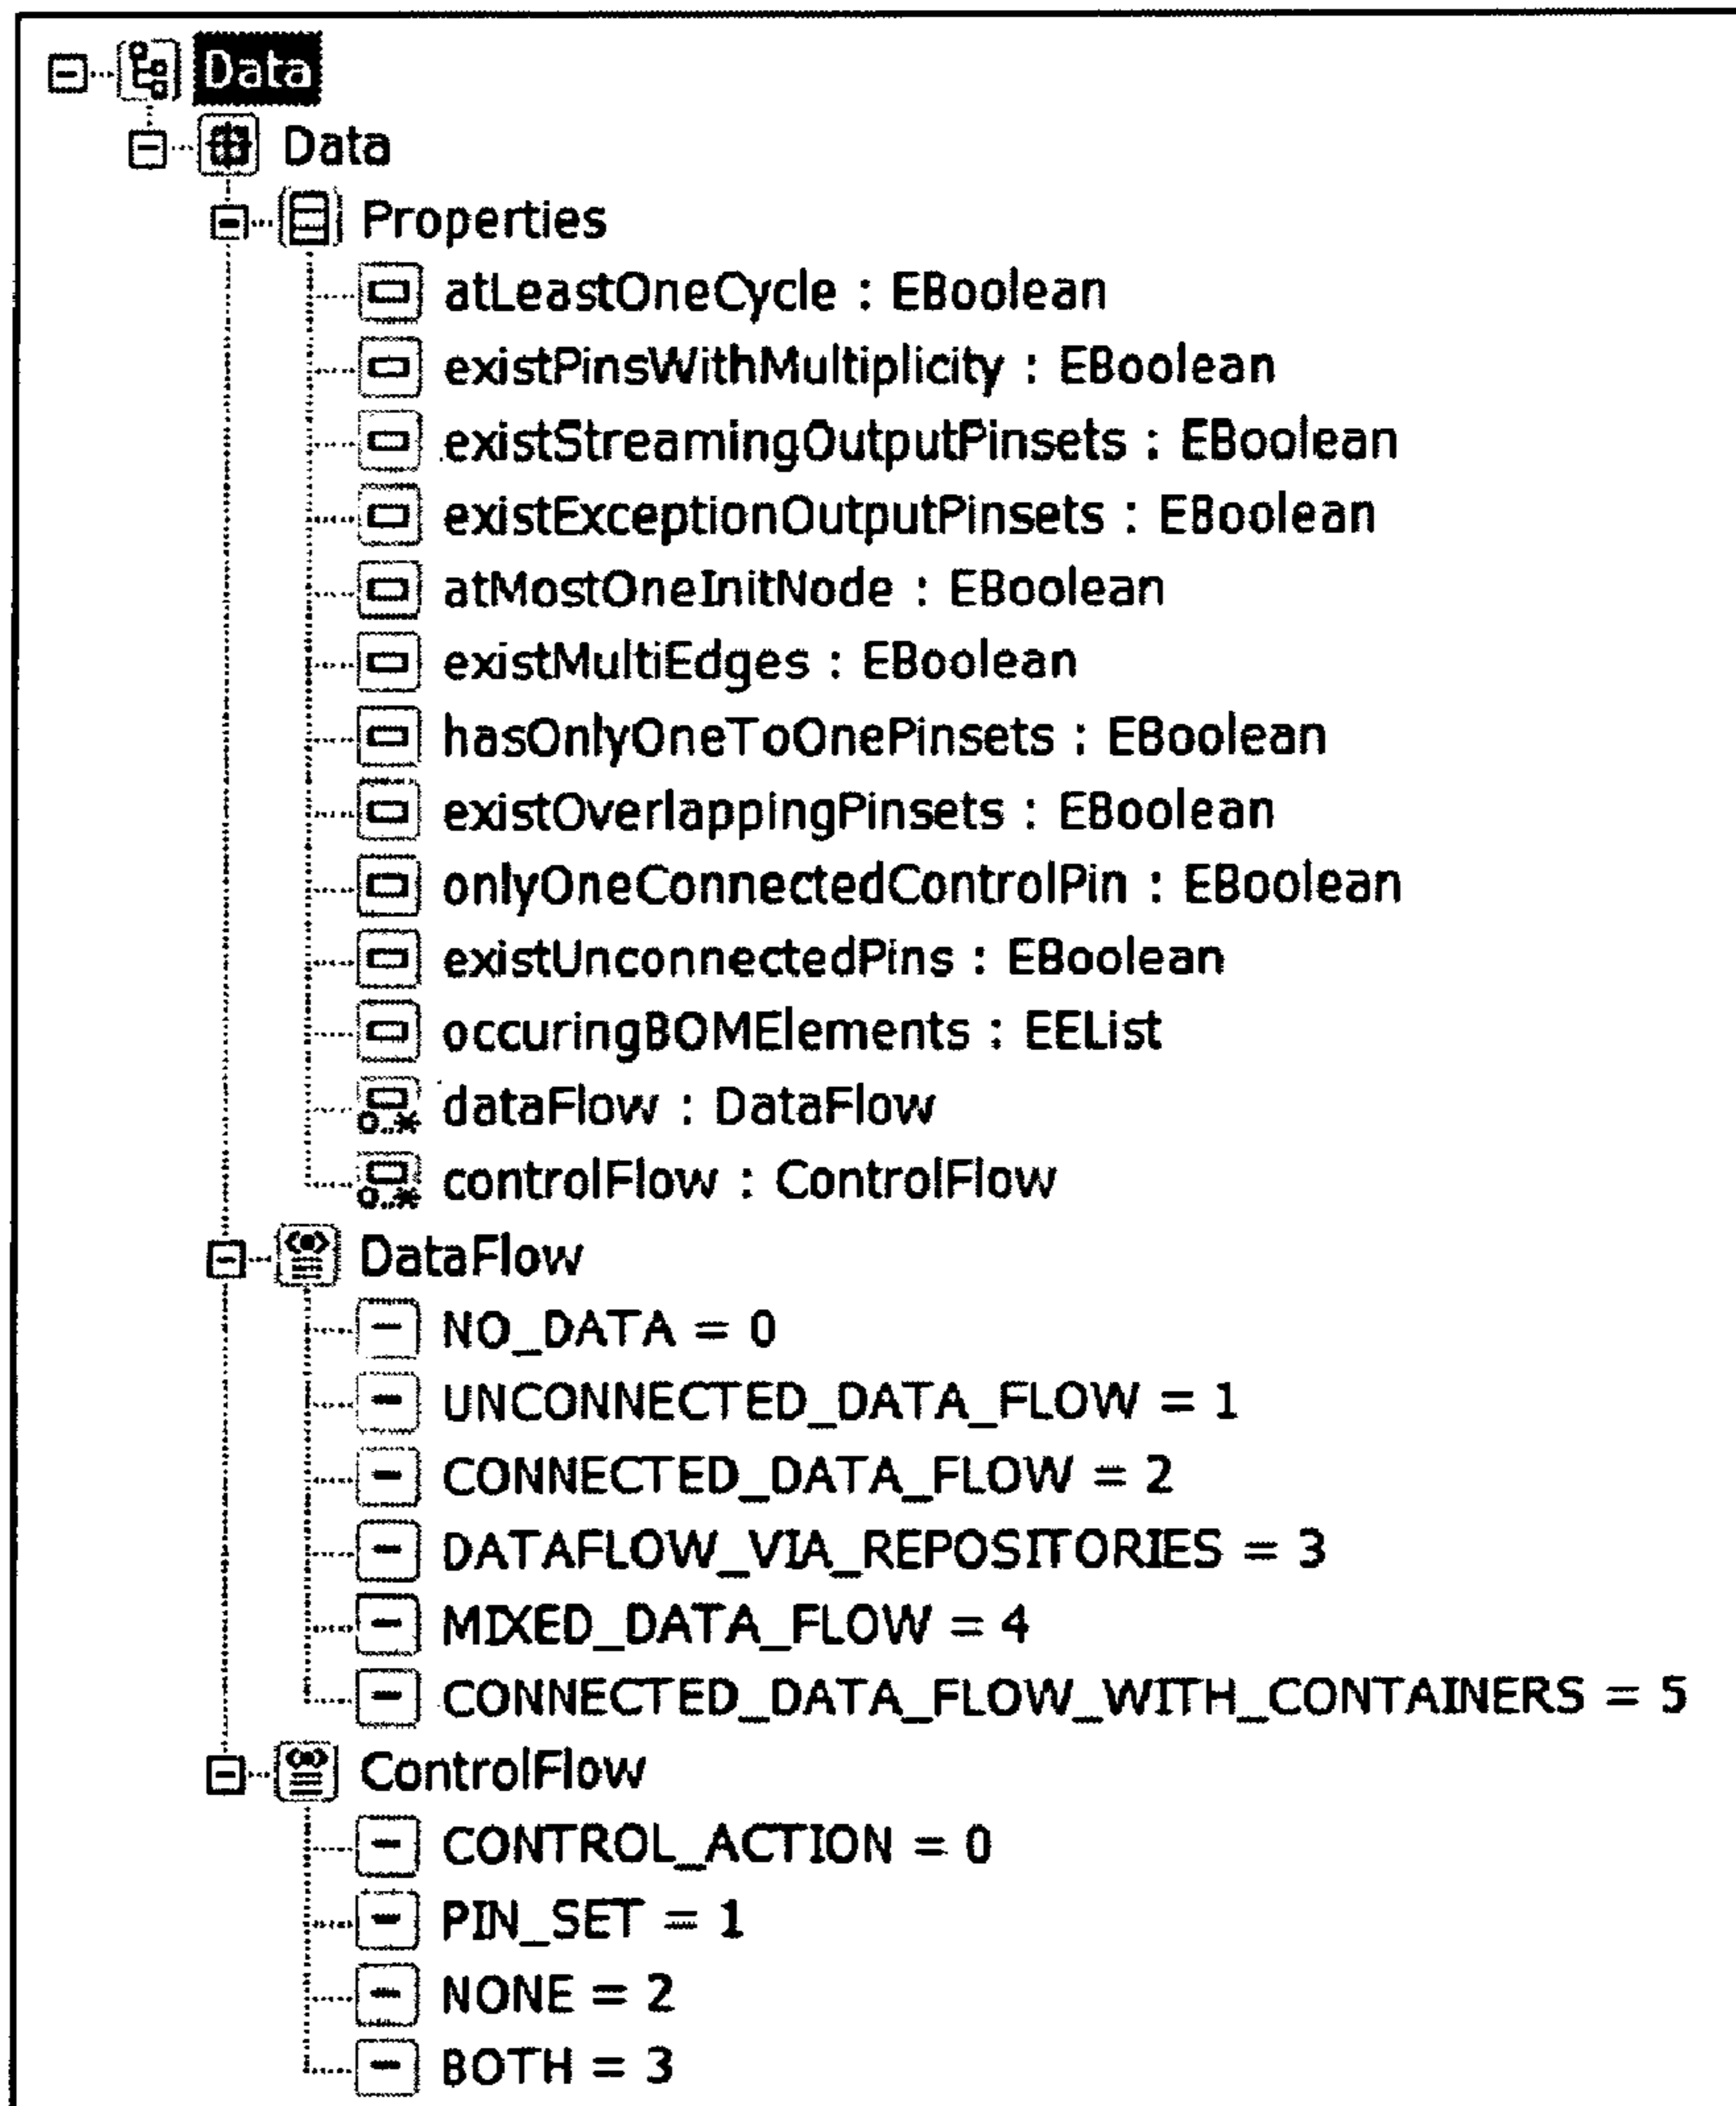 Data
Data
Properties
atLeastOneCycle : EBoolean
existPinsWithMultiplicity : EBoolean
existStreamingOutputPinsets : EBoolean
existExceptionOutputPinsets : EBoolean
atMostOneInitNode : EBoolean
existMultiEdges : EBoolean
hasOnlyOneToOnePinsets : EBoolean
existOverlappingPinsets : EBoolean
onlyOneConnectedControlPin : EBoolean
existUnconnectedPins : EBoolean
occuringBOMElements : EEList
0..* dataFlow : DataFlow
0..* controlFlow : ControlFlow
DataFlow
NO_DATA = 0
UNCONNECTED_DATA_FLOW = 1
CONNECTED_DATA_FLOW = 2
DATAFLOW_VIA_REPOSITORIES = 3
MIXED_DATA_FLOW = 4
CONNECTED_DATA_FLOW_WITH_CONTAINERS = 5
ControlFlow
CONTROL_ACTION = 0
PIN_SET = 1
NONE = 2
BOTH = 3